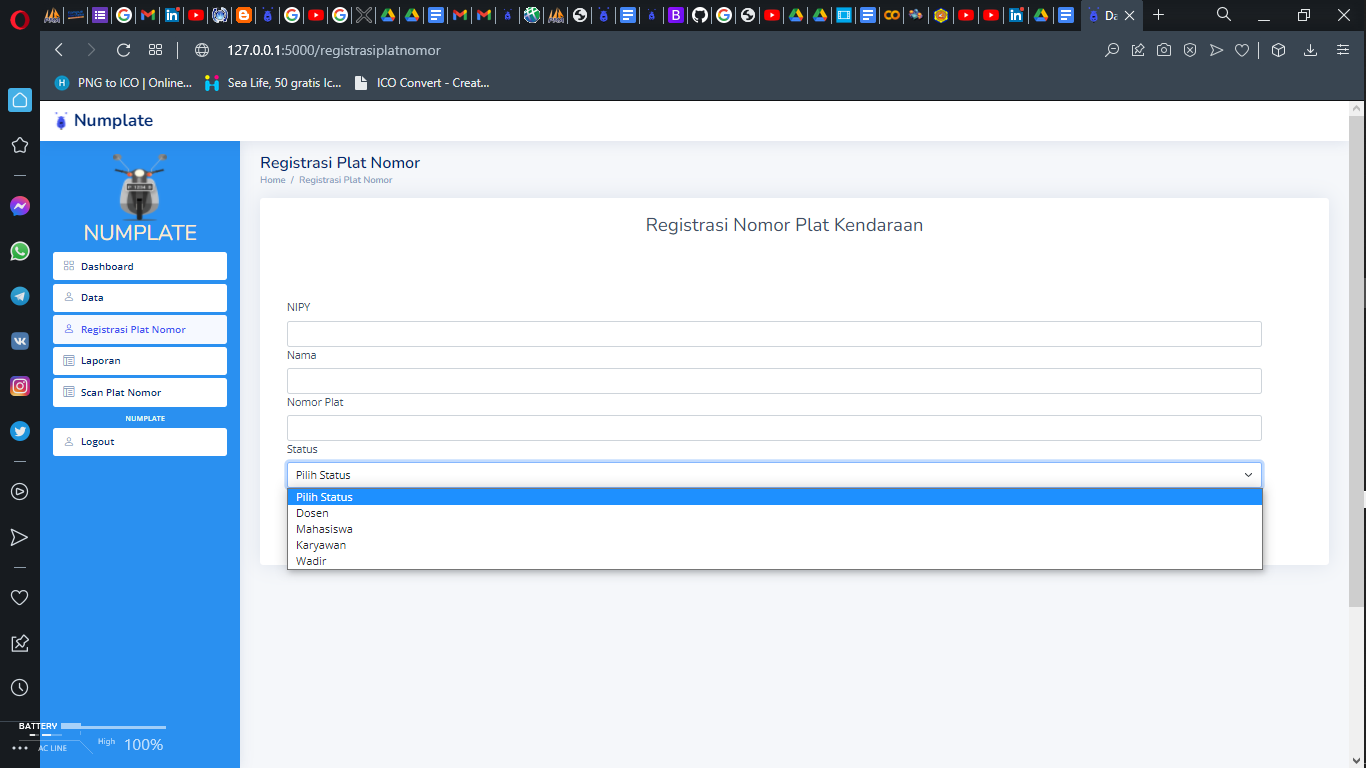 Da
127.0.0.1:5000/registrasiplatnomor
PNG to ICO | Online...
Sea Life, 50 gratis Ic...
ICO Convert - Creat...
Numplate
NUMPLATE
Dashboard
Data
Registrasi Plat Nomor
Laporan
Scan Plat Nomor
NUMPLATE
Logout
Registrasi Plat Nomor
Home / Registrasi Plat Nomor
Registrasi Nomor Plat Kendaraan
NIPY
Nama
Nomor Plat
Status
Pilih Status
Pilih Status
Dosen
Mahasiswa
Karyawan
Wadir
BATTERY
AC LINE
High
100%